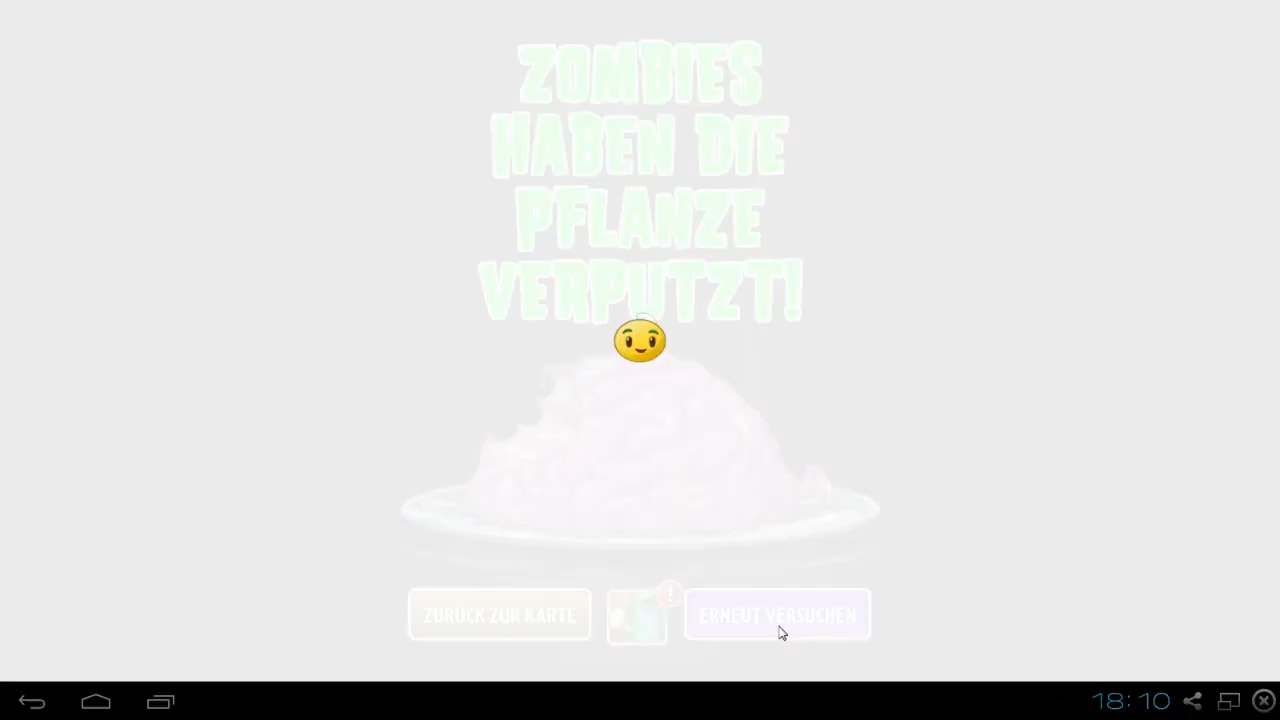 ZOMBIES
HABEN DIE
PFLANZE
VERPUTZT!
!
ZURÜCK ZUR KARTE
ERNEUT VERSUCHEN
18:10